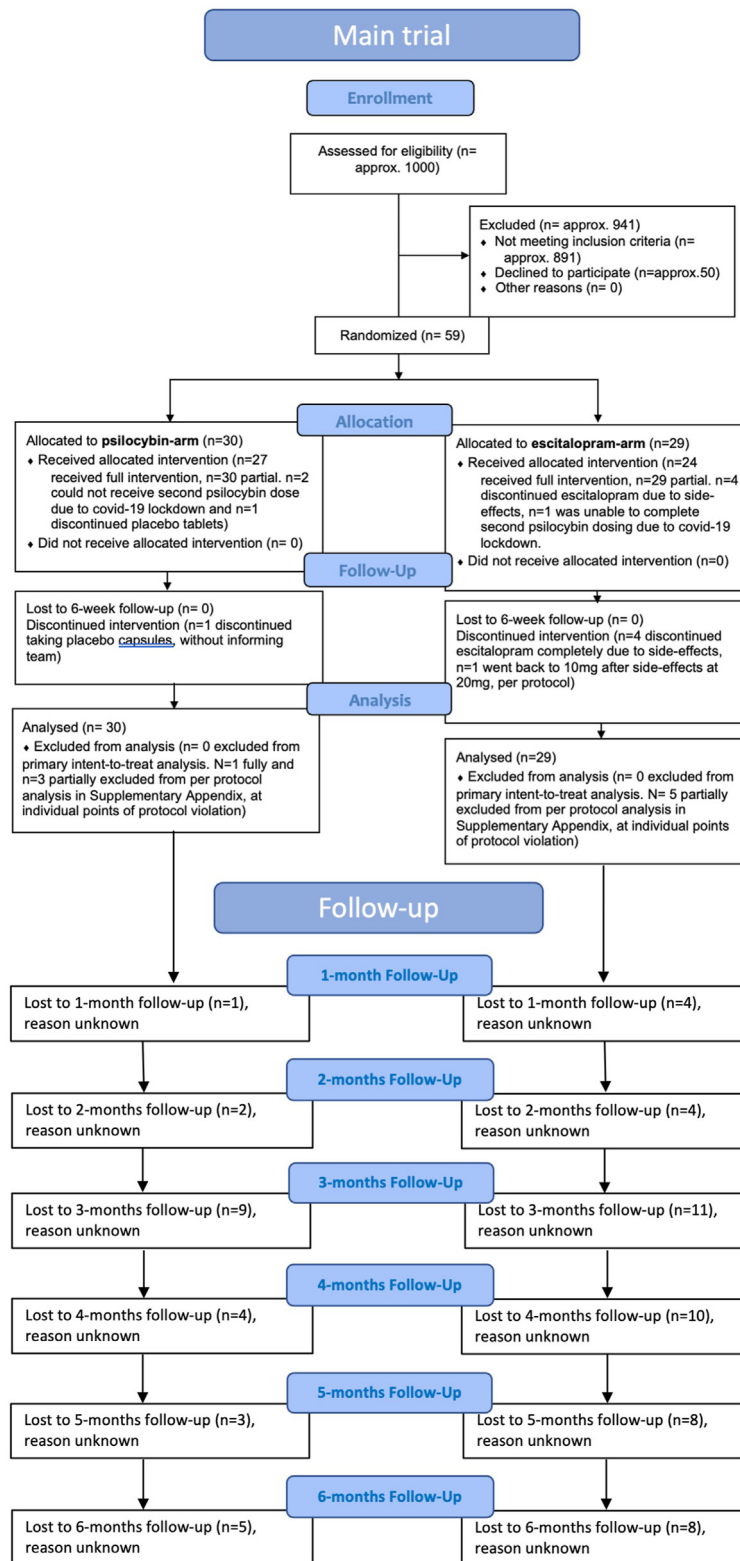 Main trial
Enrollment
Assessed for eligibility (n=
approx. 1000)
Excluded (n= approx. 941)
♦ Not meeting inclusion criteria (n=
approx. 891)
♦ Declined to participate (n=approx.50)
♦ Other reasons (n= 0)
Randomized (n= 59)
Allocation
Allocated to psilocybin-arm (n=30)
♦ Received allocated intervention (n=27
received full intervention, n=30 partial. n=2
could not receive second psilocybin dose
due to covid-19 lockdown and n=1
discontinued placebo tablets)
♦ Did not receive allocated intervention (n= 0)
Allocated to escitalopram-arm (n=29)
♦ Received allocated intervention (n=24
received full intervention, n=29 partial. n=4
discontinued escitalopram due to side-
effects, n=1 was unable to complete
second psilocybin dosing due to covid-19
lockdown.
♦ Did not receive allocated intervention (n=0)
Follow-Up
Lost to 6-week follow-up (n= 0)
Discontinued intervention (n=1 discontinued
taking placebo capsules, without informing
team)
Lost to 6-week follow-up (n= 0)
Discontinued intervention (n=4 discontinued
escitalopram completely due to side-effects,
n=1 went back to 10mg after side-effects at
20mg, per protocol)
Analysis
Analysed (n= 30)
♦ Excluded from analysis (n= 0 excluded from
primary intent-to-treat analysis. N=1 fully and
n=3 partially excluded from per protocol
analysis in Supplementary Appendix, at
individual points of protocol violation)
Analysed (n=29)
♦ Excluded from analysis (n= 0 excluded from
primary intent-to-treat analysis. N= 5 partially
excluded from per protocol analysis in
Supplementary Appendix, at individual points
of protocol violation)
Follow-up
1-month Follow-Up
Lost to 1-month follow-up (n=1),
reason unknown
Lost to 1-month follow-up (n=4),
reason unknown
2-months Follow-Up
Lost to 2-months follow-up (n=2),
reason unknown
Lost to 2-months follow-up (n=4),
reason unknown
3-months Follow-Up
Lost to 3-months follow-up (n=9),
reason unknown
Lost to 3-months follow-up (n=11),
reason unknown
4-months Follow-Up
Lost to 4-months follow-up (n=4),
reason unknown
Lost to 4-months follow-up (n=10),
reason unknown
5-months Follow-Up
Lost to 5-months follow-up (n=3),
reason unknown
Lost to 5-months follow-up (n=8),
reason unknown
6-months Follow-Up
Lost to 6-months follow-up (n=5),
reason unknown
Lost to 6-months follow-up (n=8),
reason unknown